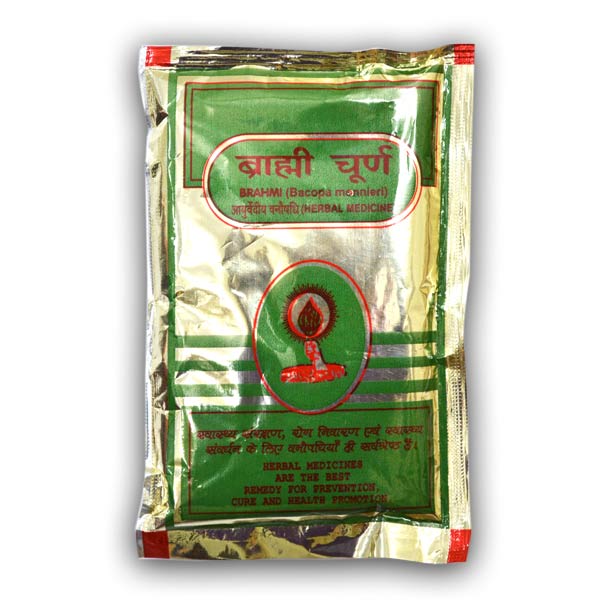 ब्राह्मी चूर्ण
BRAHMI (Bacopa monnieri)
आयुर्वेदीय वनौषधि (HERBAL MEDICINE
स्वास्थ्य संरक्षण, रोग निवारण एवं स्वास्थ्य
संवर्धन के लिए वनौषधियाँ ही सर्वश्रेष्ठ हैं।
HERBAL MEDICINES
ARE THE BEST
REMEDY FOR PREVENTION,
CURE AND HEALTH PROMOTION